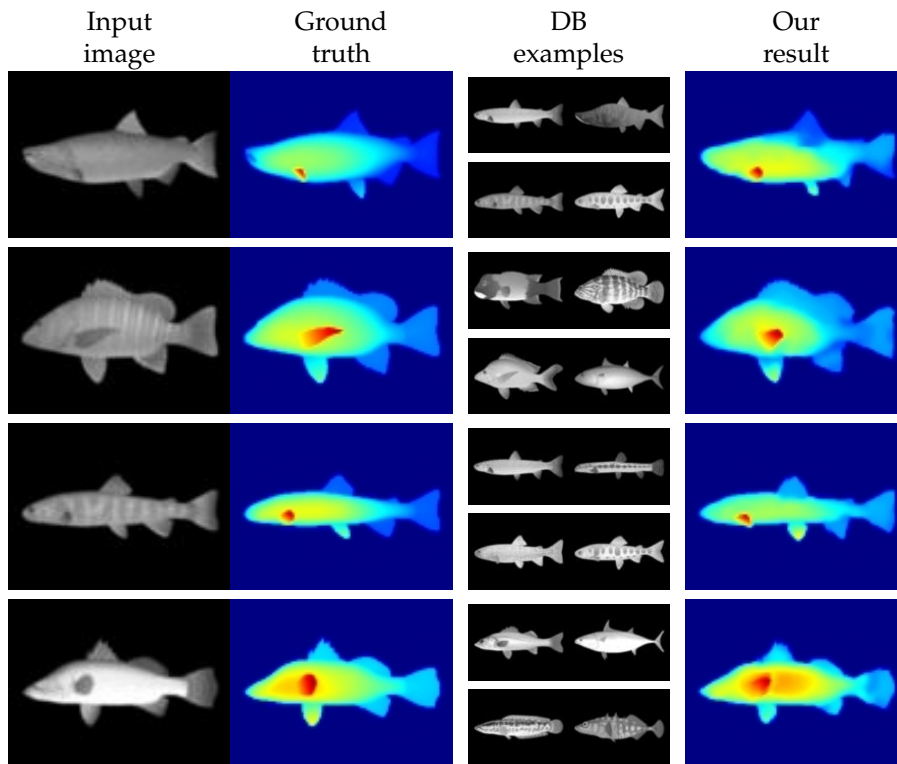 Input
image
Ground
truth
DB
examples
Our
result